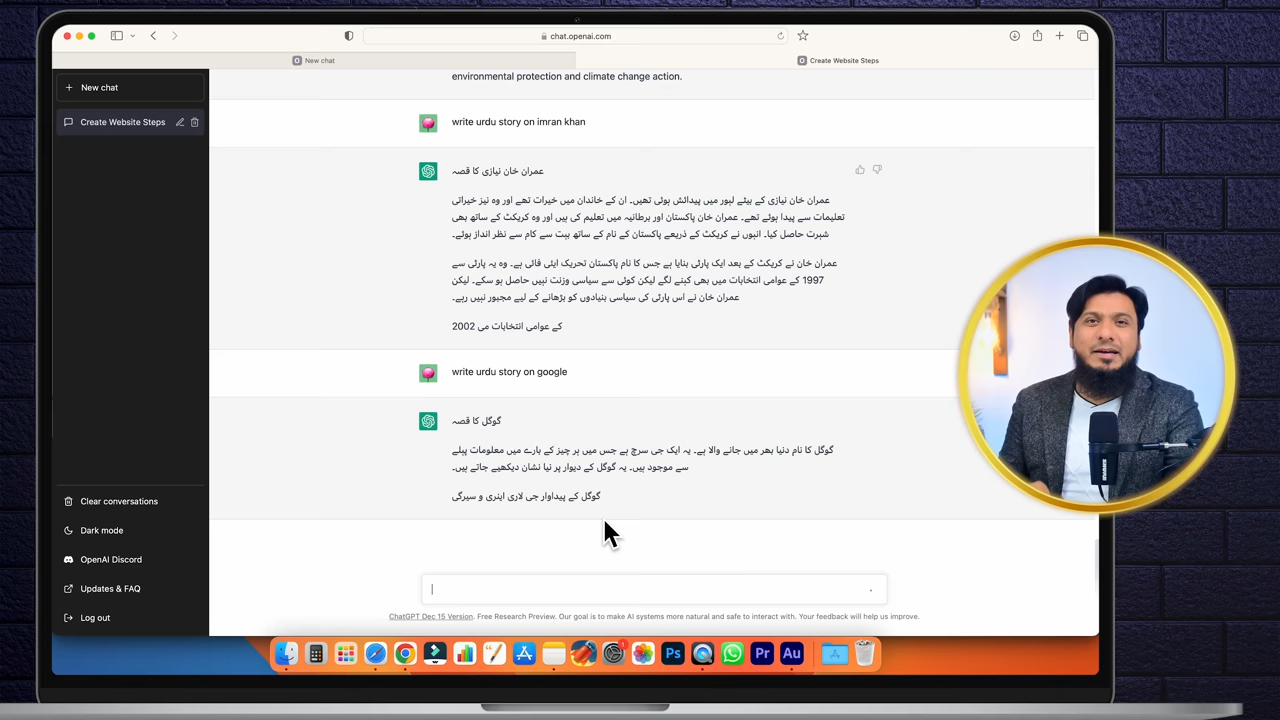 chat.openai.com
New chat
Create Website Steps
New chat
Create Website Steps
environmental protection and climate change action.
write urdu story on imran khan
عمران خان نیازی کا قصہ
عمران خان نیازی کے بیٹے لہور میں پیدائش ہوئی تھیں۔ ان کے خاندان میں خیرات تھے اور وہ نیز خیراتی
تعلیمات سے پیدا ہوئے تھے۔ عمران خان پاکستان اور برطانیہ میں تعلیم کی ہیں اور وہ کریکٹ کے ساتھ بھی
شہرت حاصل کیا۔ انہوں نے کریکٹ کے ذریعے پاکستان کے نام کے ساتھ بہت سے کام سے نظر انداز ہوئے۔
عمران خان نے کریکٹ کے بعد ایک پارٹی بنایا ہے جس کا نام پاکستان تحریک ایئی فائی ہے۔ وہ یہ پارٹی سے
1997 کے عوامی انتخابات میں بھی کہنے لگے لیکن کوئی سے سیاسی وزنت نہیں حاصل ہو سکے۔ لیکن
عمران خان نے اس پارٹی کی سیاسی بنیادوں کو بڑھانے کے لیے مجبور نہیں رہے۔
2002 کے عوامی انتخابات می
write urdu story on google
گوگل کا قصہ
گوگل کا نام دنیا بھر میں جانے والا ہے۔ یہ ایک جی سرچ ہے جس میں ہر چیز کے بارے میں معلومات پہلے
سے موجود ہیں۔ یہ گوگل کے دیوار پر نیا نشان دیکھیے جاتے ہیں۔
گوگل کے پیداوار جی لاری اینری و سیرگی
Clear conversations
Dark mode
OpenAI Discord
Updates & FAQ
Log out
ChatGPT Dec 15 Version. Free Research Preview. Our goal is to make AI systems more natural and safe to interact with. Your feedback will help us improve.
Ps
Pr
Au